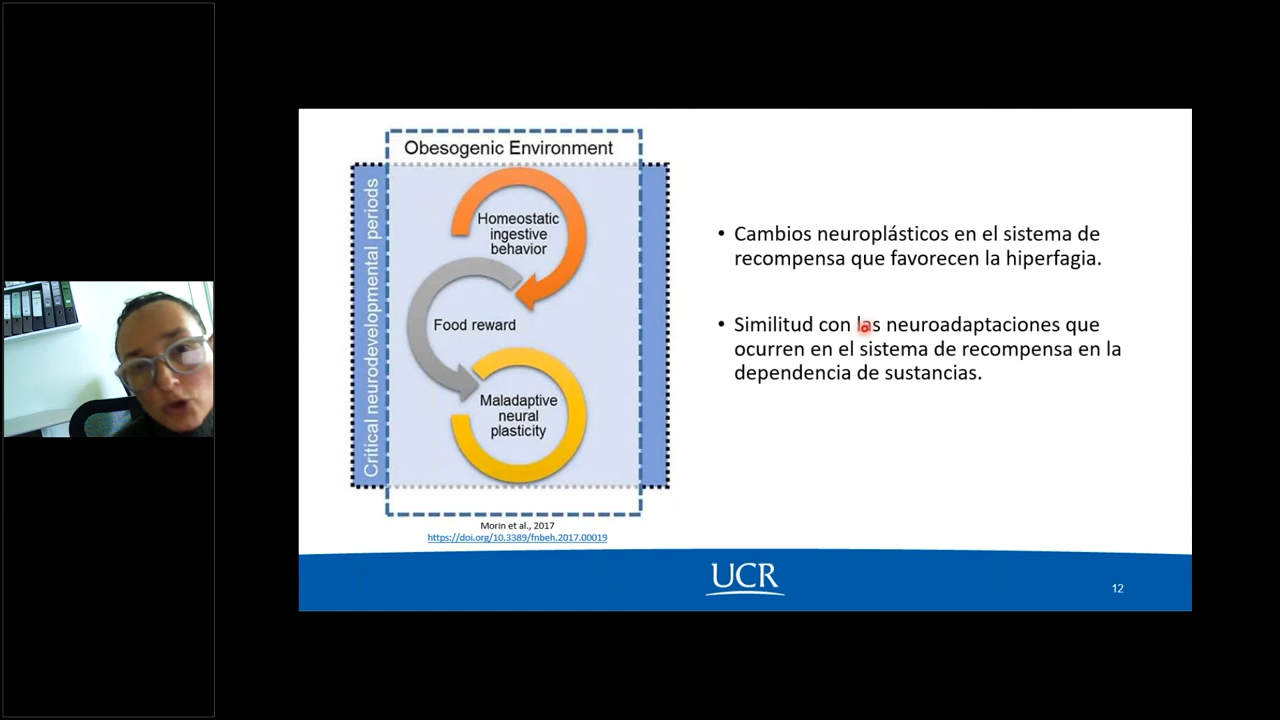 Obesogenic Environment
Critical neurodevelopmental periods
Homeostatic
ingestive
behavior
Food reward
Maladaptive
neural
plasticity
Morin et al., 2017
https://doi.org/10.3389/fnbeh.2017.00019
• Cambios neuroplásticos en el sistema de
recompensa que favorecen la hiperfagia.
• Similitud con las neuroadaptaciones que
ocurren en el sistema de recompensa en la
dependencia de sustancias.
UCR
12